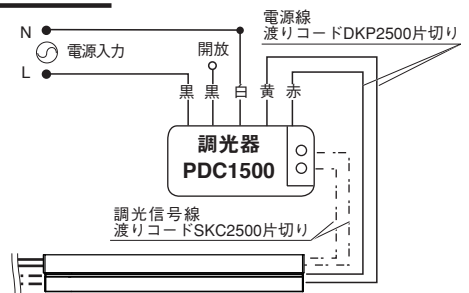 電源線
渡りコードDKP2500片切り
N
電源入力
L
開放
黒 黒 白 黄 赤
調光器
PDC1500
調光信号線
渡りコードSKC2500片切り